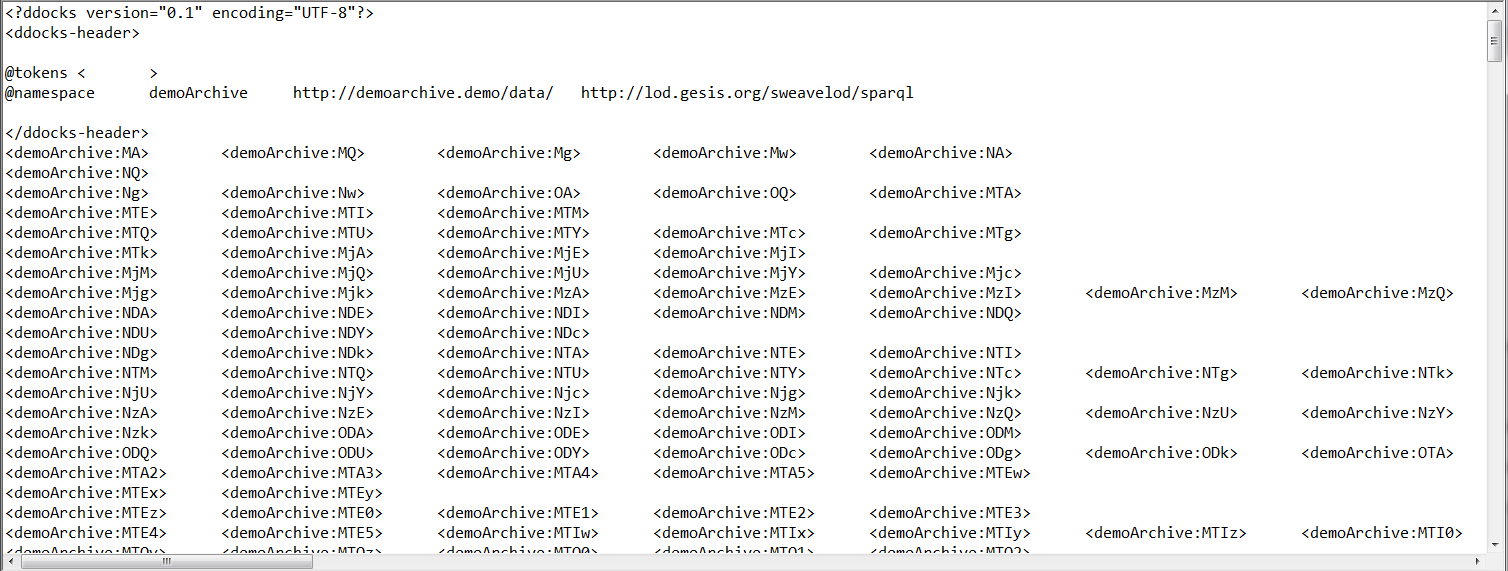 <?ddocks version="0.1" encoding="UTF-8"?>
<ddocks-header>
@tokens < >
@namespace demoArchive http://demoarchive.demo/data/ http://lod.gesis.org/sweavelod/sparql
</ddocks-header>
<demoArchive:MA> <demoArchive:MQ> <demoArchive:Mg> <demoArchive:Mw> <demoArchive:NA>
<demoArchive:NQ>
<demoArchive:Ng> <demoArchive:Nw> <demoArchive:OA> <demoArchive:OQ> <demoArchive:MTA>
<demoArchive:MTE> <demoArchive:MTI> <demoArchive:MTM>
<demoArchive:MTQ> <demoArchive:MTU> <demoArchive:MTY> <demoArchive:MTc> <demoArchive:MTg>
<demoArchive:MTk> <demoArchive:MjA> <demoArchive:MjE> <demoArchive:MjI>
<demoArchive:MjM> <demoArchive:MjQ> <demoArchive:MjU> <demoArchive:MjY> <demoArchive:Mjc>
<demoArchive:Mjg> <demoArchive:Mjk> <demoArchive:MzA> <demoArchive:MzE> <demoArchive:MzI> <demoArchive:MzM> <demoArchive:MzQ>
<demoArchive:NDA> <demoArchive:NDE> <demoArchive:NDI> <demoArchive:NDM> <demoArchive:NDQ>
<demoArchive:NDU> <demoArchive:NDY> <demoArchive:NDc>
<demoArchive:NDg> <demoArchive:NDk> <demoArchive:NTA> <demoArchive:NTE> <demoArchive:NTI>
<demoArchive:NTM> <demoArchive:NTQ> <demoArchive:NTU> <demoArchive:NTY> <demoArchive:NTc> <demoArchive:NTg> <demoArchive:NTk>
<demoArchive:NjU> <demoArchive:NjY> <demoArchive:Njc> <demoArchive:Njg> <demoArchive:Njk>
<demoArchive:NzA> <demoArchive:NzE> <demoArchive:NzI> <demoArchive:NzM> <demoArchive:NzQ> <demoArchive:NzU> <demoArchive:NzY>
<demoArchive:Nzk> <demoArchive:ODA> <demoArchive:ODE> <demoArchive:ODI> <demoArchive:ODM>
<demoArchive:ODQ> <demoArchive:ODU> <demoArchive:ODY> <demoArchive:ODc> <demoArchive:ODg> <demoArchive:ODk> <demoArchive:OTA>
<demoArchive:MTA2> <demoArchive:MTA3> <demoArchive:MTA4> <demoArchive:MTA5> <demoArchive:MTEw>
<demoArchive:MTEx> <demoArchive:MTEy>
<demoArchive:MTEz> <demoArchive:MTE0> <demoArchive:MTE1> <demoArchive:MTE2> <demoArchive:MTE3>
<demoArchive:MTE4> <demoArchive:MTE5> <demoArchive:MTIw> <demoArchive:MTIx> <demoArchive:MTIy> <demoArchive:MTIz> <demoArchive:MTI0>